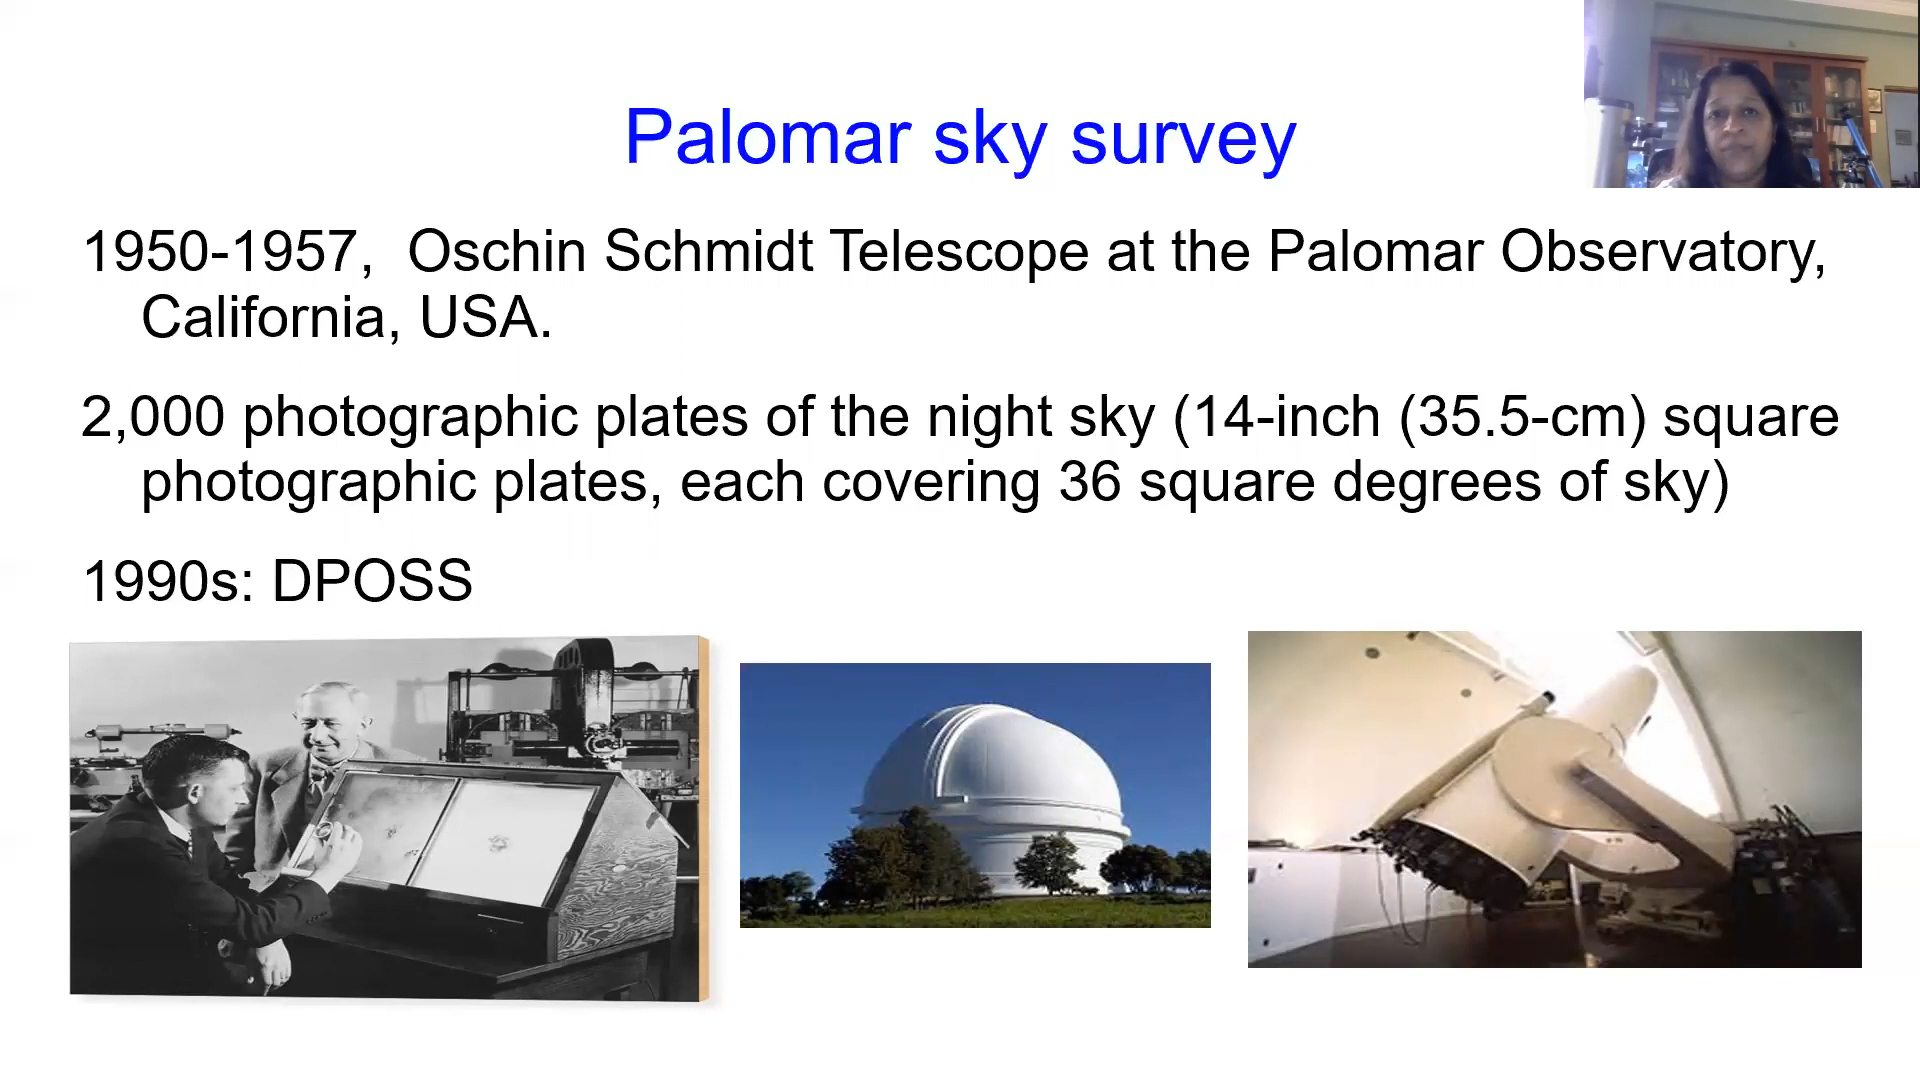 Palomar sky survey
1950-1957, Oschin Schmidt Telescope at the Palomar Observatory,
California, USA.
2,000 photographic plates of the night sky (14-inch (35.5-cm) square
photographic plates, each covering 36 square degrees of sky)
1990s: DPOSS